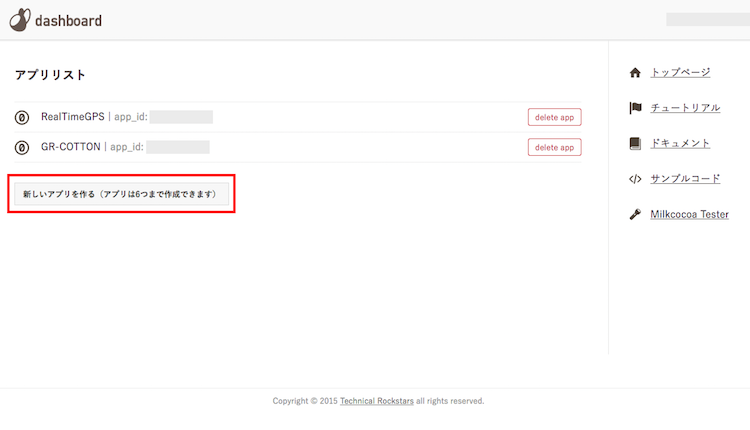 dashboard
アプリリスト
RealTimeGPS | app_id:
delete app
GR-COTTON | app_id:
delete app
新しいアプリを作る（アプリは6つまで作成できます）
トップページ
チュートリアル
ドキュメント
サンプルコード
Milkcocoa Tester
Copyright © 2015 Technical Rockstars all rights reserved.